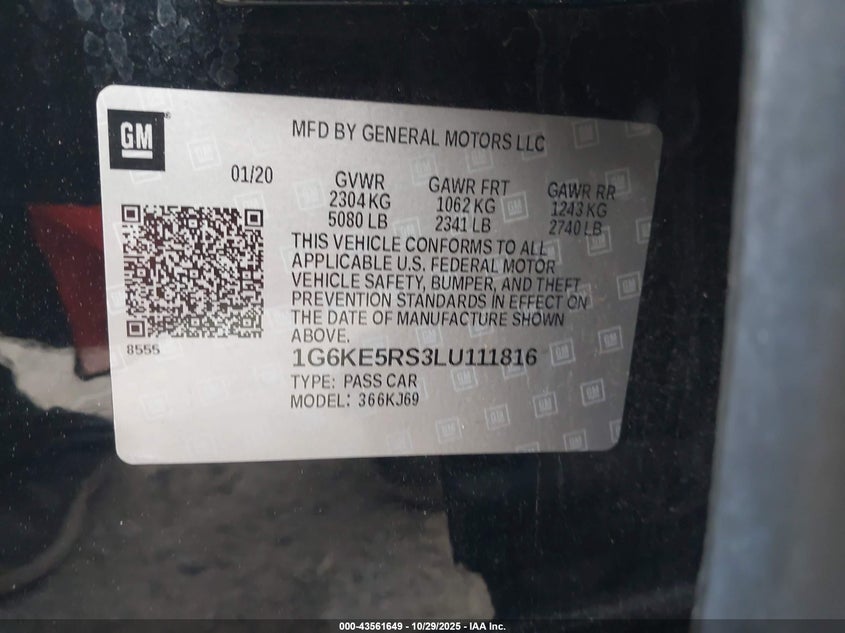 GM
MFD BY GENERAL MOTORS LLC
01/20
GVWR
2304 KG
5080 LB
GAWR FRT
1062 KG
2341 LB
GAWR RR
1243 KG
2740 LB
THIS VEHICLE CONFORMS TO ALL
APPLICABLE U.S. FEDERAL MOTOR
VEHICLE SAFETY, BUMPER, AND THEFT
PREVENTION STANDARDS IN EFFECT ON
THE DATE OF MANUFACTURE SHOWN
ABOVE.
8555
1G6KE5RS3LU111816
TYPE: PASS CAR
MODEL: 366KJ69
000-43561649 - 10/29/2025 - IAA Inc.